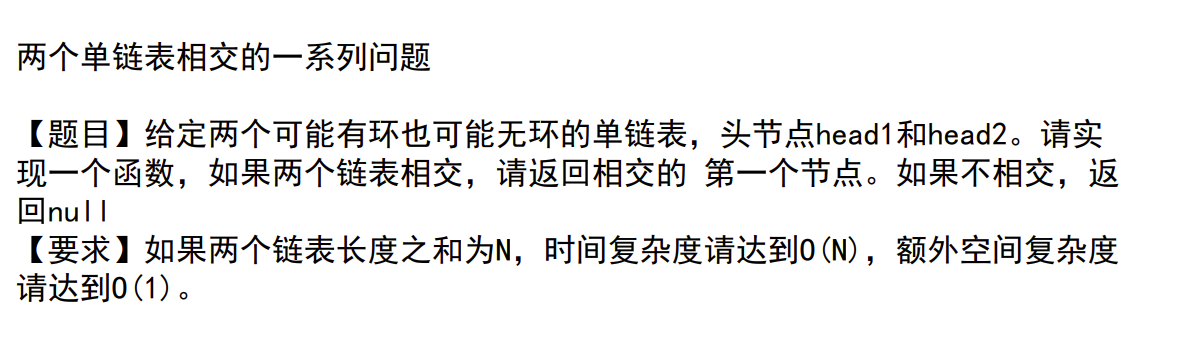 两个单链表相交的一系列问题
【题目】给定两个可能有环也可能无环的单链表，头节点head1和head2。请实
现一个函数，如果两个链表相交，请返回相交的 第一个节点。如果不相交，返
回null
【要求】如果两个链表长度之和为N，时间复杂度请达到O(N)，额外空间复杂度
请达到O(1)。